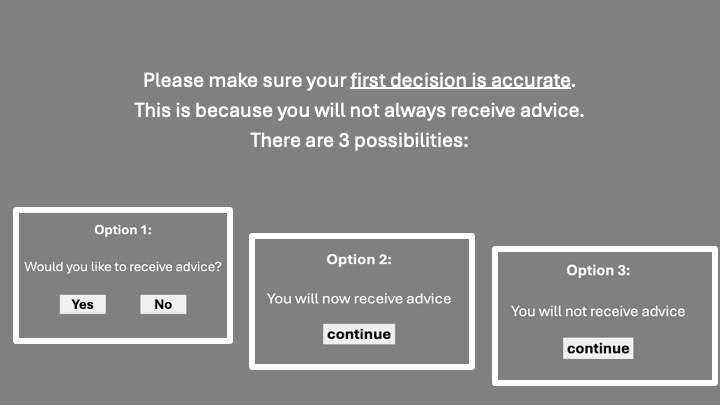 Please make sure your first decision is accurate.
This is because you will not always receive advice.
There are 3 possibilities:
Option 1:
Would you like to receive advice?
Yes No
Option 2:
You will now receive advice
continue
Option 3:
You will not receive advice
continue